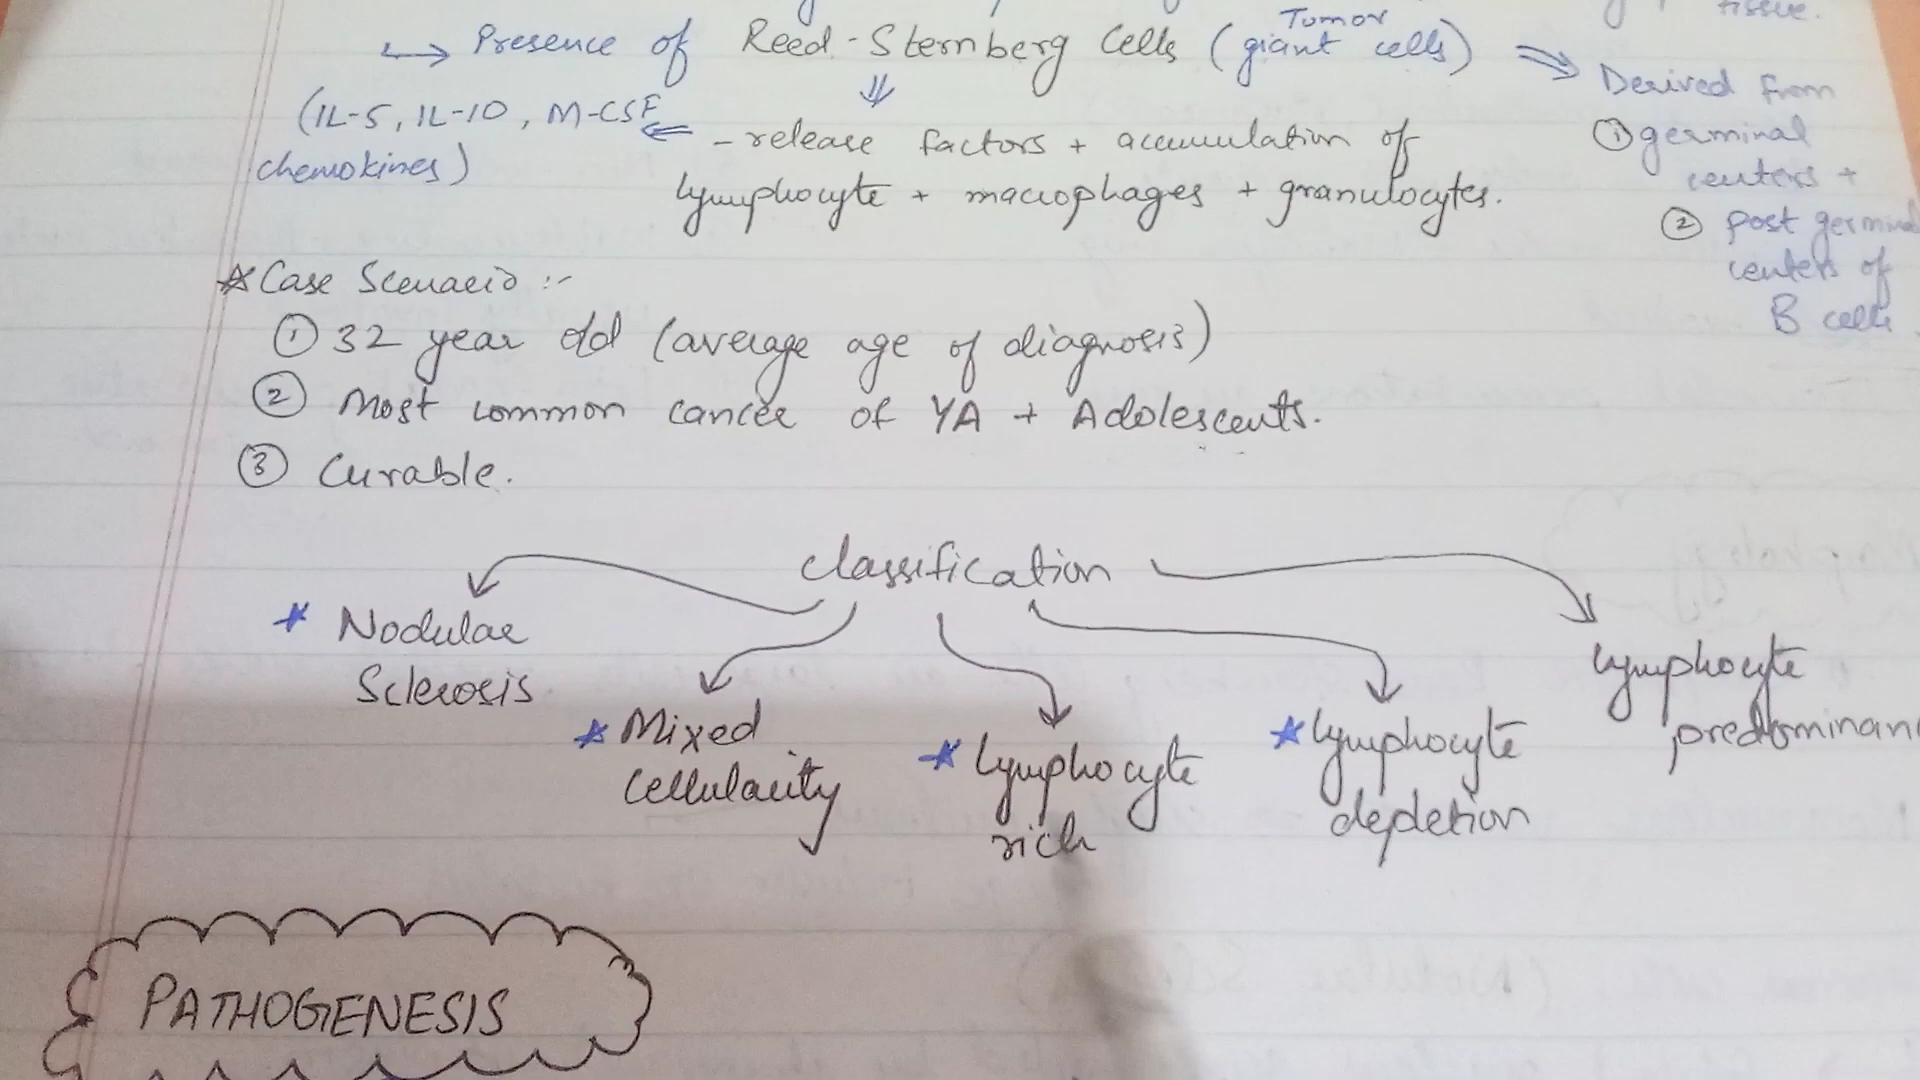 tissue.
Tumor
↳ Presence of Reed-Sternberg Cells (giant cells) ⇒ Derived from
(IL-5, IL-10, M-CSF ⇐ - release factors + accumulation of
chemokines)
lymphocyte + macrophages + granulocytes.
① germinal
centers +
② post germinal
centers of
B cells.
* Case Scenario :-
① 32 year old (average age of diagnosis)
② Most common cancer of YA + Adolescents.
③ Curable.
classification
* Nodular
Sclerosis
* Mixed
cellularity
* Lymphocyte
rich
* lymphocyte
depletion
lymphocyte
predominan
PATHOGENESIS